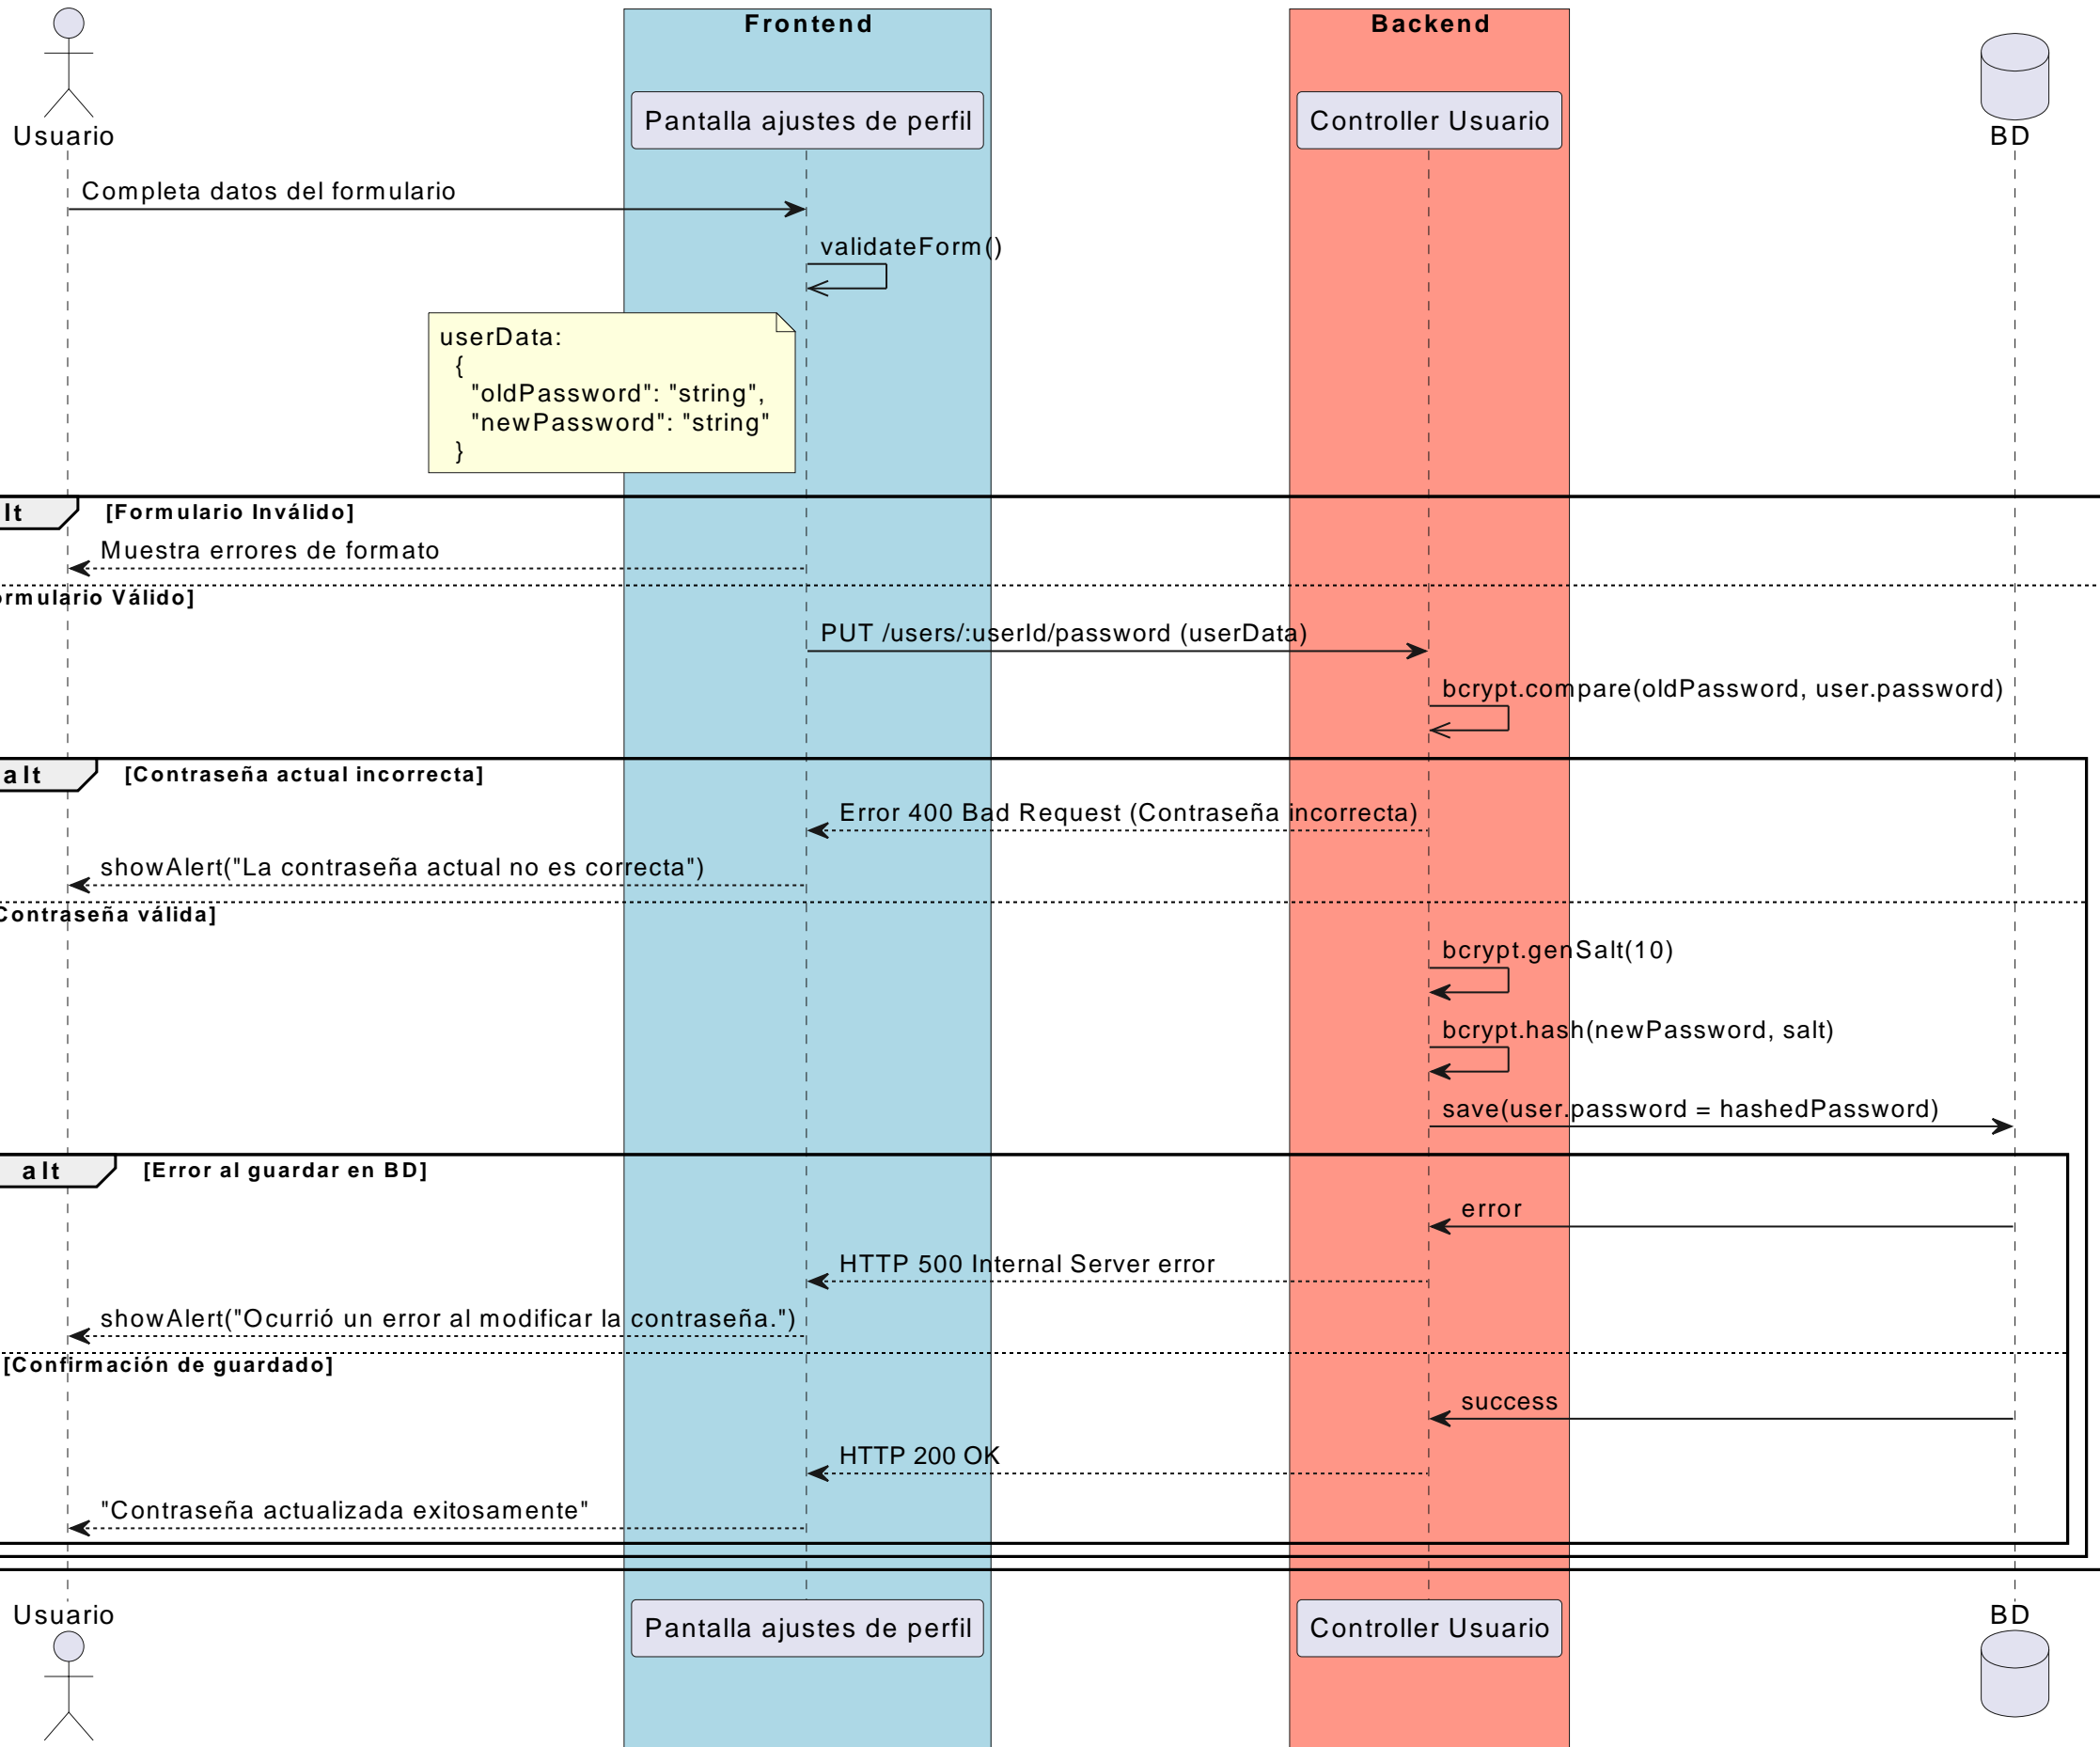 Frontend
Backend
Usuario
Pantalla ajustes de perfil
Controller Usuario
BD
Completa datos del formulario
validateForm()
userData:
{
"oldPassword": "string",
"newPassword": "string"
}
lt
[Formulario Inválido]
Muestra errores de formato
ormulario Válido]
PUT /users/:userId/password (userData)
bcrypt.compare(oldPassword, user.password)
alt
[Contraseña actual incorrecta]
Error 400 Bad Request (Contraseña incorrecta)
showAlert("La contraseña actual no es correcta")
Contraseña válida]
bcrypt.genSalt(10)
bcrypt.hash(newPassword, salt)
save(user.password = hashedPassword)
alt
[Error al guardar en BD]
error
HTTP 500 Internal Server error
showAlert("Ocurrió un error al modificar la contraseña.")
[Confirmación de guardado]
success
HTTP 200 OK
"Contraseña actualizada exitosamente"
Usuario
Pantalla ajustes de perfil
Controller Usuario
BD